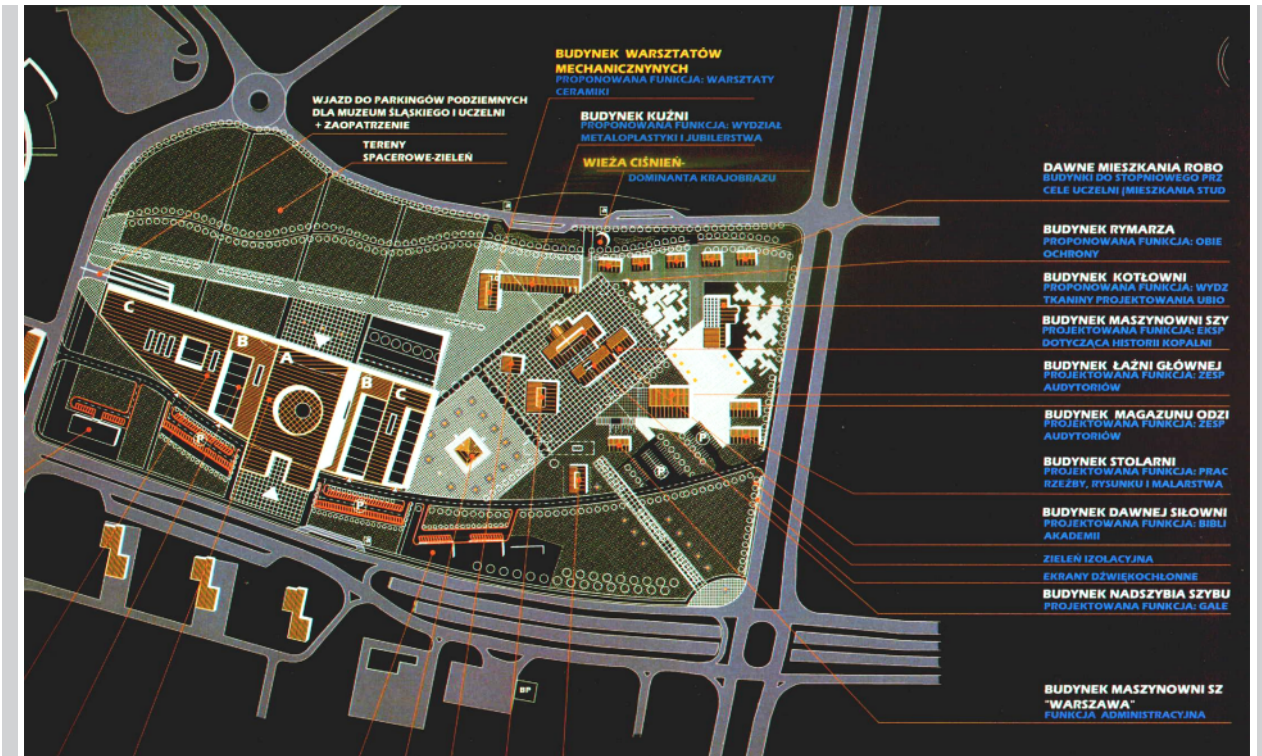 BUDYNEK WARSZTATÓW
MECHANICZNYNYCH
PROPONOWANA FUNKCJA: WARSZTATY
CERAMIKI
WJAZD DO PARKINGÓW PODZIEMNYCH
DLA MUZEUM ŚLĄSKIEGO I UCZELNI
+ ZAOPATRZENIE
BUDYNEK KUŹNI
PROPONOWANA FUNKCJA: WYDZIAŁ
METALOPLASTYKI I JUBILERSTWA
TERENY
SPACEROWE-ZIELEŃ
WIEŻA CIŚNIEŃ-
DOMINANTA KRAJOBRAZU
DAWNE MIESZKANIA ROBO
BUDYNKI DO STOPNIOWEGO PRZ
CELE UCZELNI (MIESZKANIA STUD
BUDYNEK RYMARZA
PROPONOWANA FUNKCJA: OBIE
OCHRONY
BUDYNEK KOTŁOWNI
PROPONOWANA FUNKCJA: WYDZ
TKANINY PROJEKTOWANIA UBIO
BUDYNEK MASZYNOWNI SZY
PROJEKTOWANA FUNKCJA: EKSP
DOTYCZĄCA HISTORII KOPALNI
BUDYNEK ŁAŹNI GŁÓWNEJ
PROJEKTOWANA FUNKCJA: ZESP
AUDYTORIÓW
BUDYNEK MAGAZUNU ODZI
PROJEKTOWANA FUNKCJA: ZESP
AUDYTORIÓW
BUDYNEK STOLARNI
PROJEKTOWANA FUNKCJA: PRAC
RZEŹBY, RYSUNKU I MALARSTWA
BUDYNEK DAWNEJ SIŁOWNI
PROJEKTOWANA FUNKCJA: BIBLI
AKADEMII
ZIELEŃ IZOLACYJNA
EKRANY DŹWIĘKOCHŁONNE
BUDYNEK NADSZYBIA SZYBU
PROJEKTOWANA FUNKCJA: GALE
BUDYNEK MASZYNOWNI SZ
"WARSZAWA"
FUNKCJA ADMINISTRACYJNA
C
B
A
B
C
P
P
P
P
BP